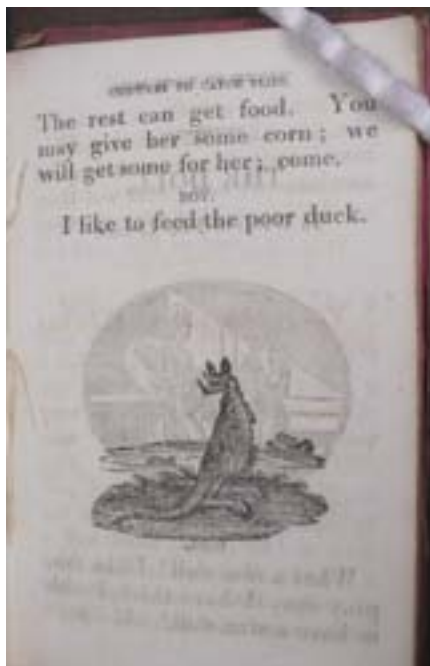 The rest can get food. You
may give her some corn; we
will get some for her; come.
BOY.
I like to feed the poor duck.